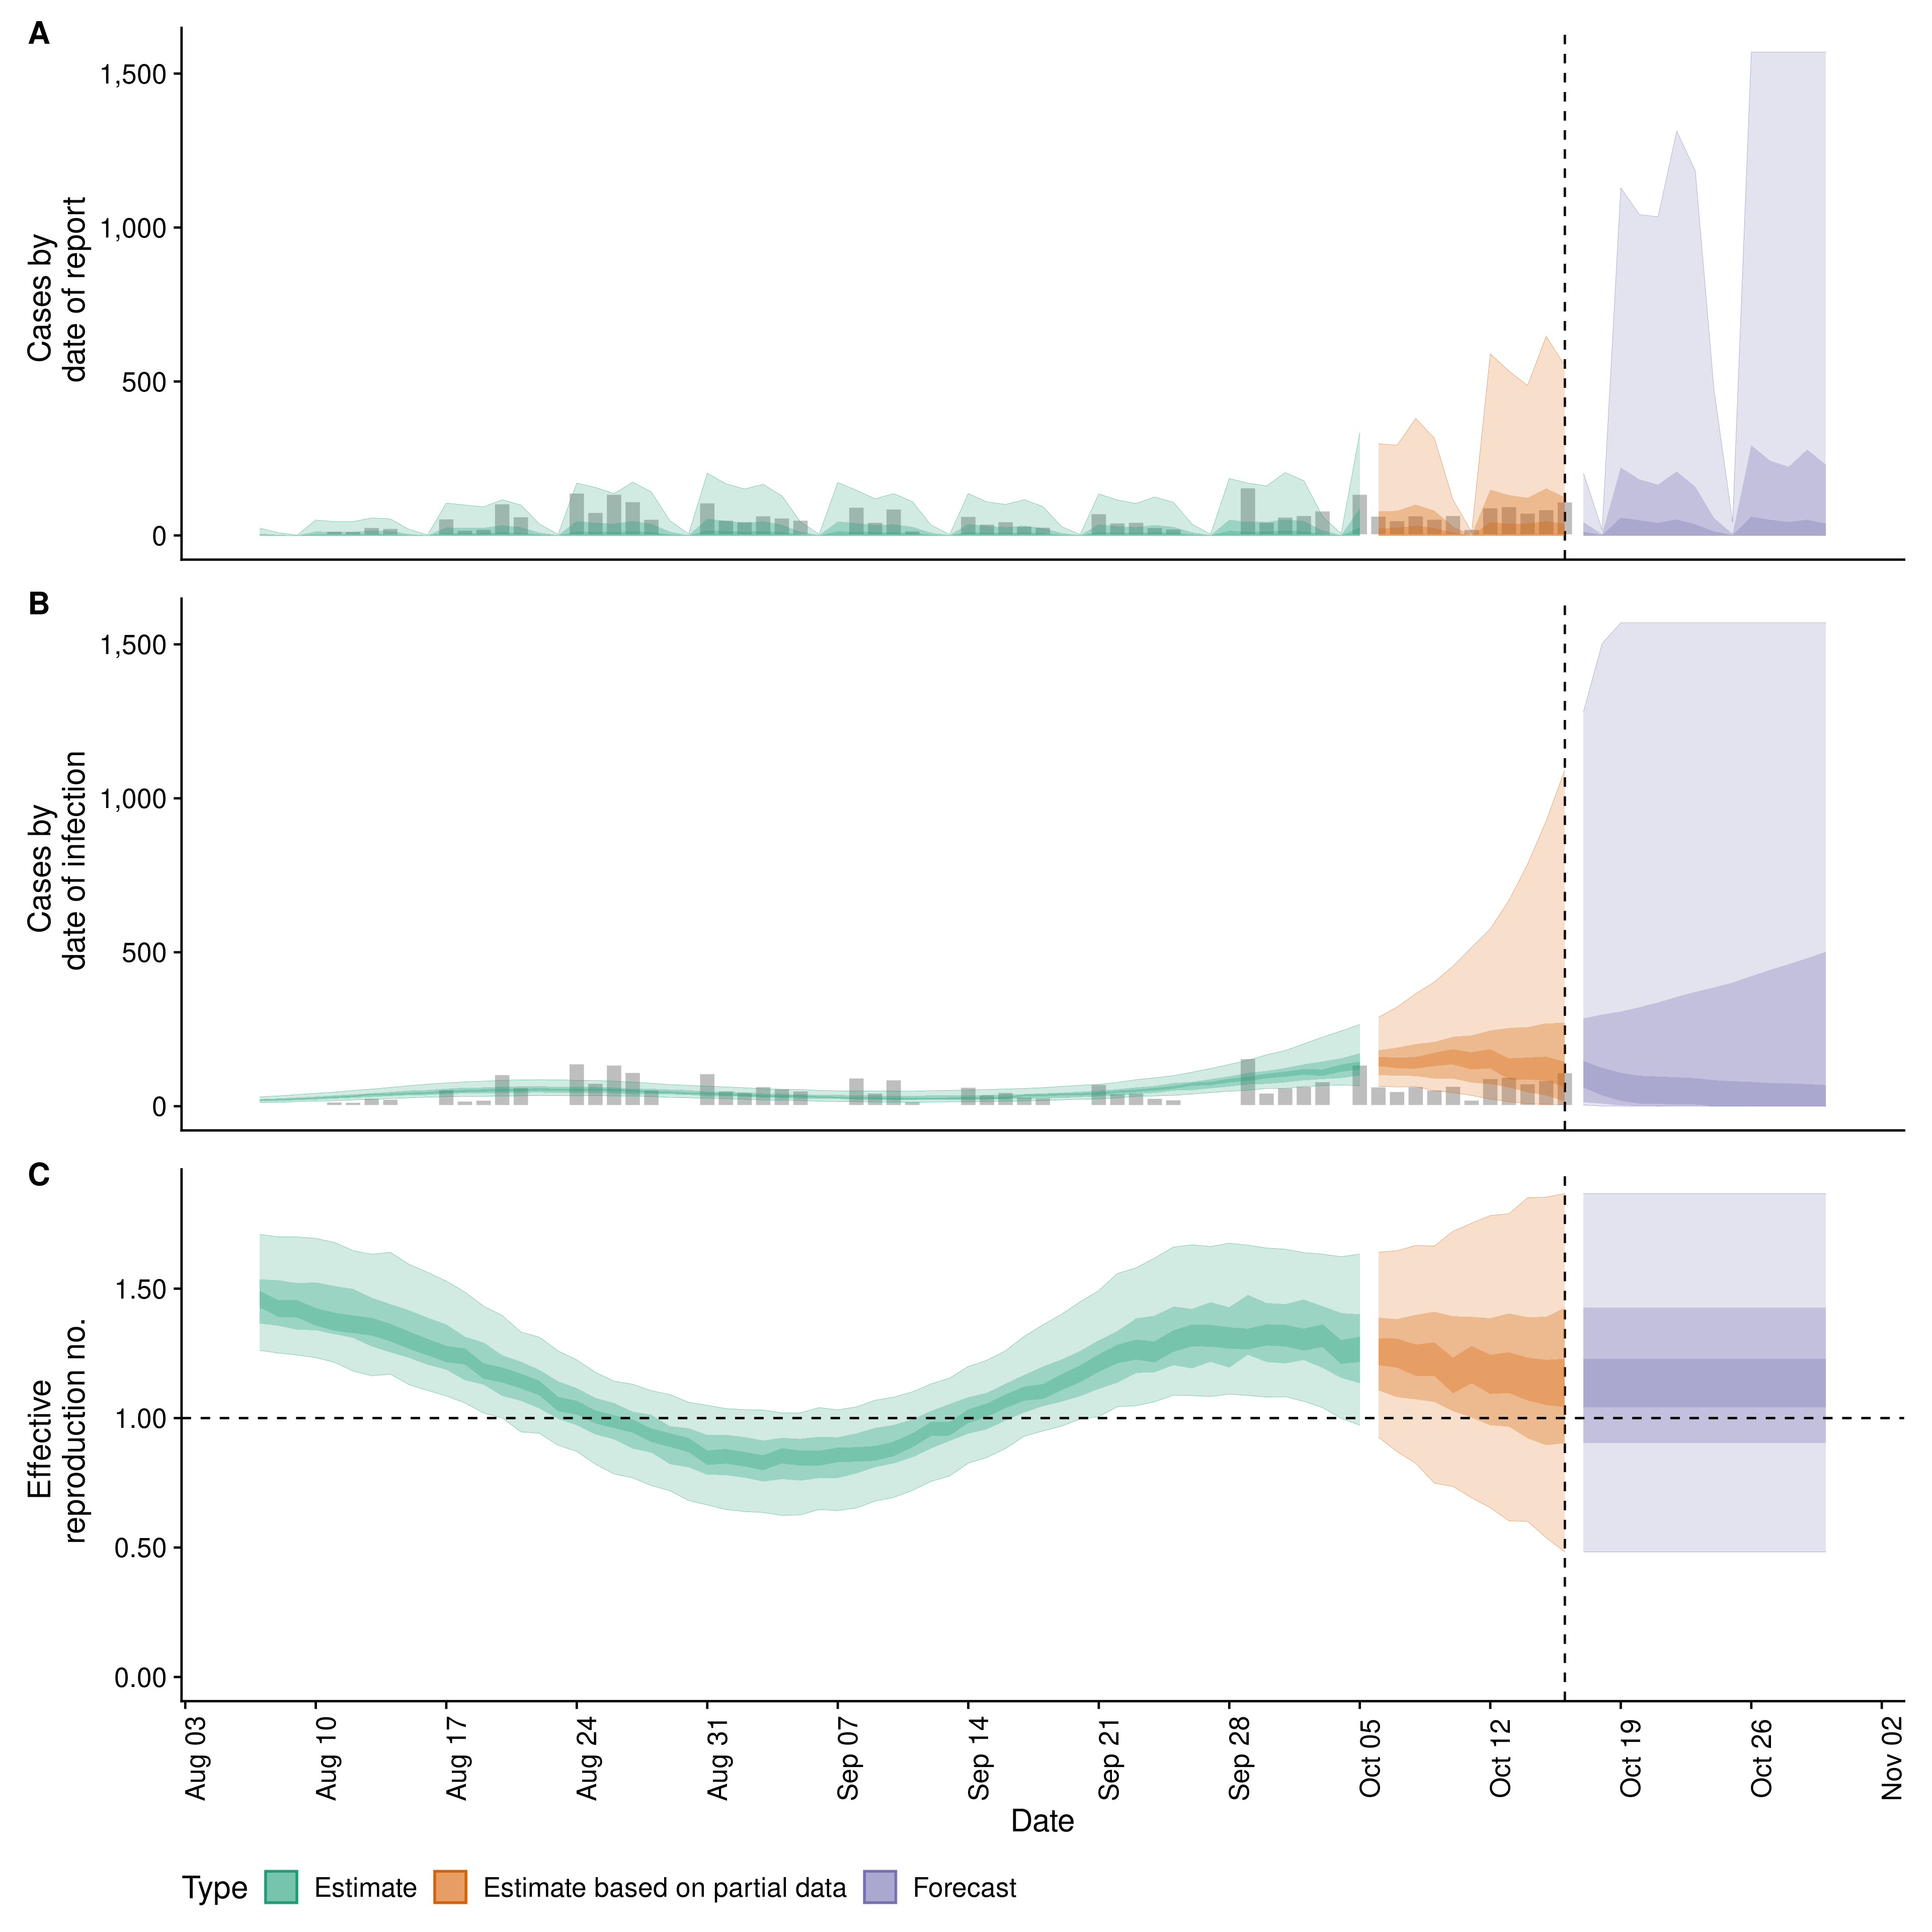 A
Cases by
date of report
1,500
1,000
500
0
B
Cases by
date of infection
1,500
1,000
500
0
C
Effective
reproduction no.
1.50
1.00
0.50
0.00
Aug 03
Aug 10
Aug 17
Aug 24
Aug 31
Sep 07
Sep 14
Sep 21
Sep 28
Oct 05
Oct 12
Oct 19
Oct 26
Nov 02
Date
Type Estimate Estimate based on partial data Forecast